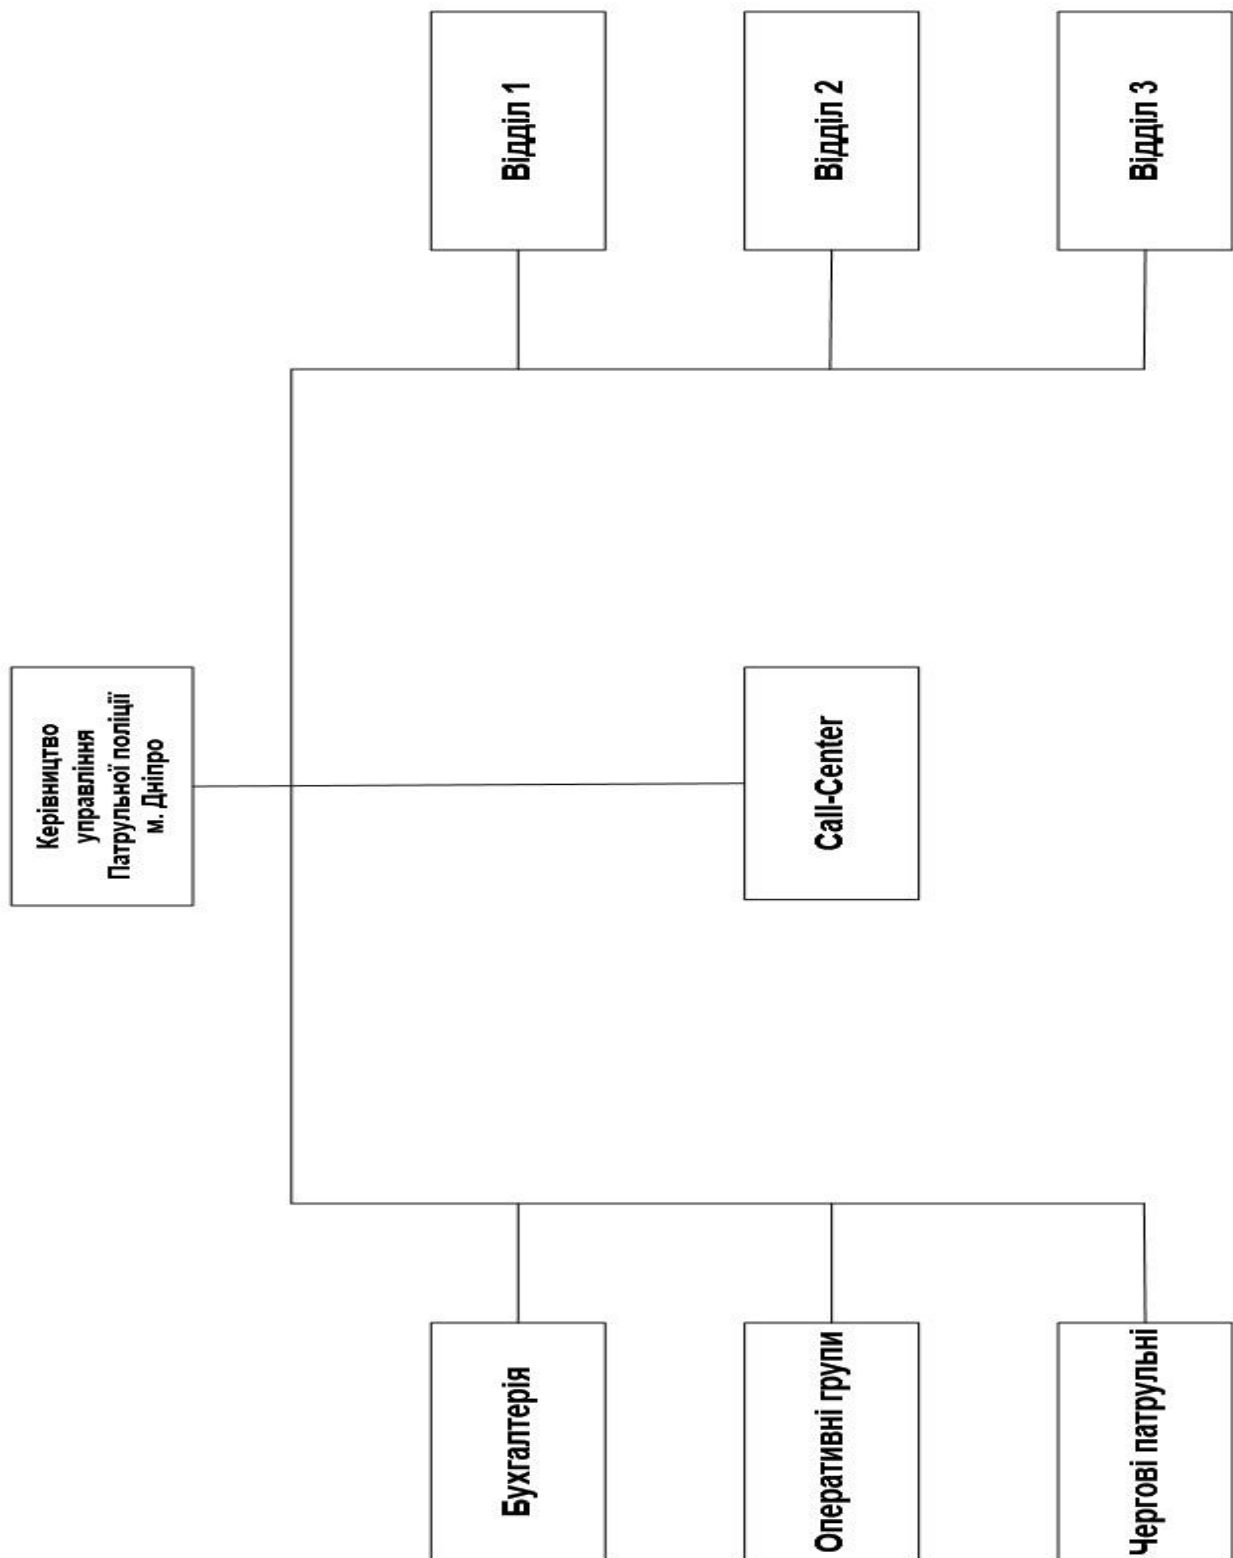 Керівництво
управління
Патрульної поліції
м. Дніпро
Бухгалтерія
Відділ 1
Оперативні групи
Call-Center
Відділ 2
Чергові патрульні
Відділ 3